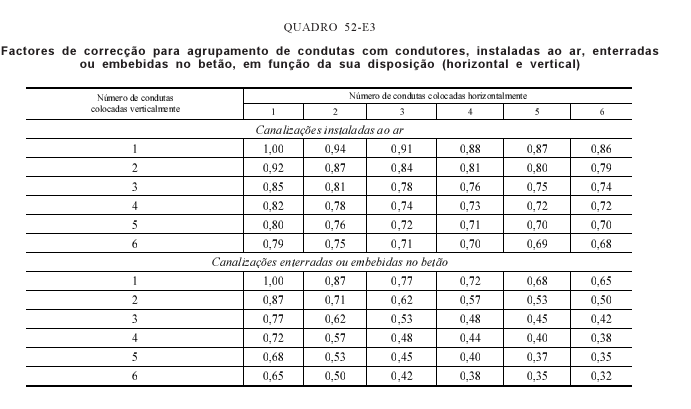 QUADRO 52-E3
Factores de correcção para agrupamento de condutas com condutores, instaladas ao ar, enterradas
ou embebidas no betão, em função da sua disposição (horizontal e vertical)
Número de condutas
colocadas verticalmente
Número de condutas colocadas horizontalmente
1 2 3 4 5 6
Canalizações instaladas ao ar
1 1,00 0,94 0,91 0,88 0,87 0,86
2 0,92 0,87 0,84 0,81 0,80 0,79
3 0,85 0,81 0,78 0,76 0,75 0,74
4 0,82 0,78 0,74 0,73 0,72 0,72
5 0,80 0,76 0,72 0,71 0,70 0,70
6 0,79 0,75 0,71 0,70 0,69 0,68
Canalizações enterradas ou embebidas no betão
1 1,00 0,87 0,77 0,72 0,68 0,65
2 0,87 0,71 0,62 0,57 0,53 0,50
3 0,77 0,62 0,53 0,48 0,45 0,42
4 0,72 0,57 0,48 0,44 0,40 0,38
5 0,68 0,53 0,45 0,40 0,37 0,35
6 0,65 0,50 0,42 0,38 0,35 0,32